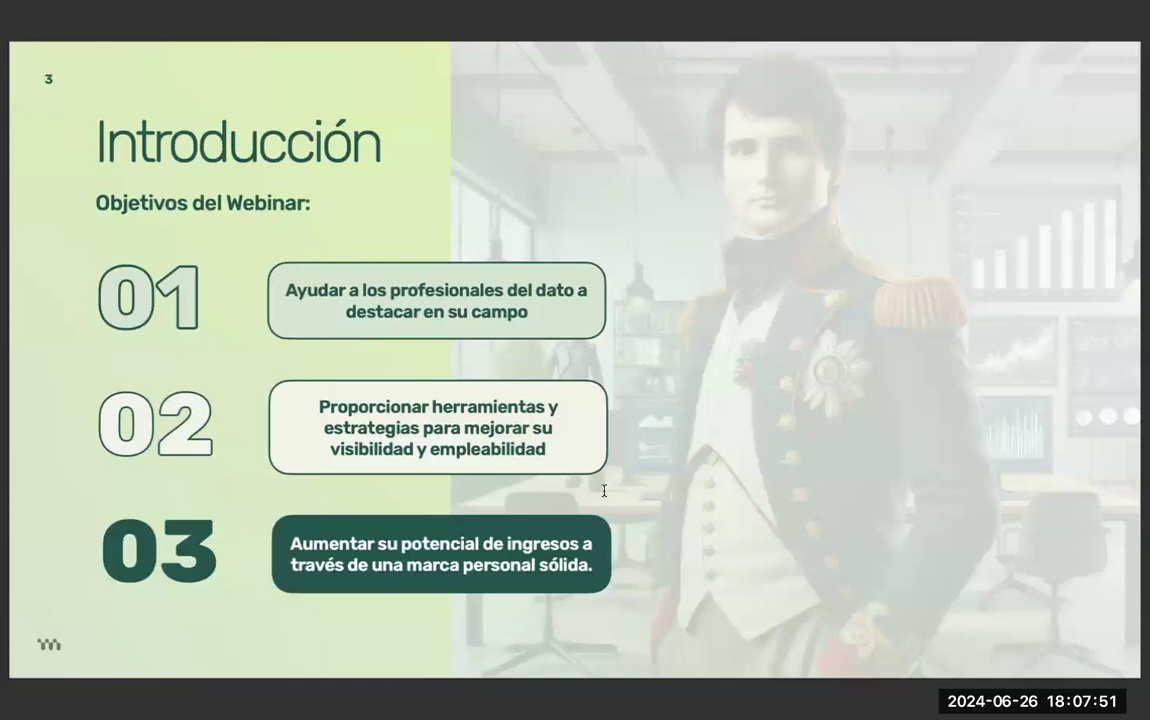 3
Introducción
Objetivos del Webinar:
01
Ayudar a los profesionales del dato a
destacar en su campo
02
Proporcionar herramientas y
estrategias para mejorar su
visibilidad y empleabilidad
03
Aumentar su potencial de ingresos a
través de una marca personal sólida.
2024-06-26 18:07:51